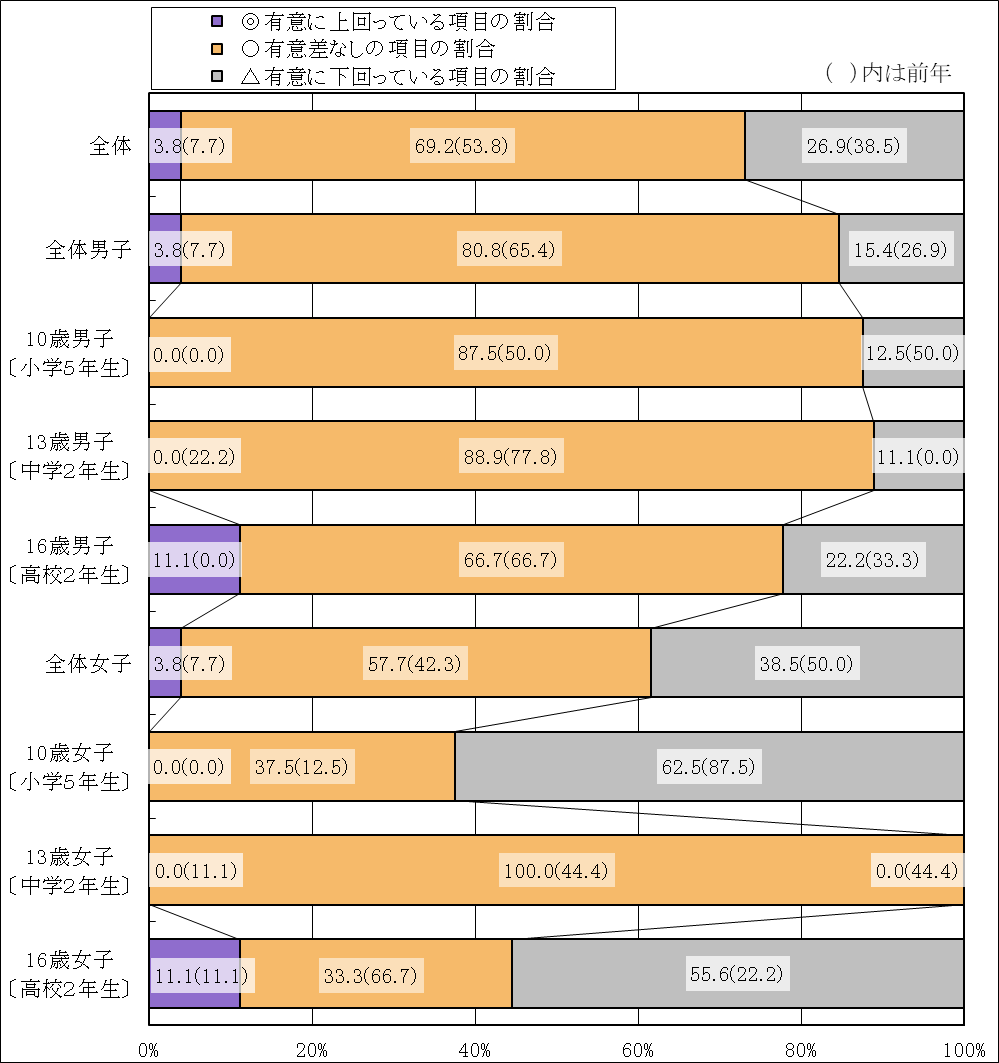 ◎有意に上回っている項目の割合
○有意差なしの項目の割合
△有意に下回っている項目の割合
( )内は前年
全体
3.8(7.7)
69.2(53.8)
26.9(38.5)
全体男子
3.8(7.7)
80.8(65.4)
15.4(26.9)
10歳男子
〔小学5年生〕
0.0(0.0)
87.5(50.0)
12.5(50.0)
13歳男子
〔中学2年生〕
0.0(22.2)
88.9(77.8)
11.1(0.0)
16歳男子
〔高校2年生〕
11.1(0.0)
66.7(66.7)
22.2(33.3)
全体女子
3.8(7.7)
57.7(42.3)
38.5(50.0)
10歳女子
〔小学5年生〕
0.0(0.0)
37.5(12.5)
62.5(87.5)
13歳女子
〔中学2年生〕
0.0(11.1)
100.0(44.4)
0.0(44.4)
16歳女子
〔高校2年生〕
11.1(11.1)
33.3(66.7)
55.6(22.2)
0%
20%
40%
60%
80%
100%